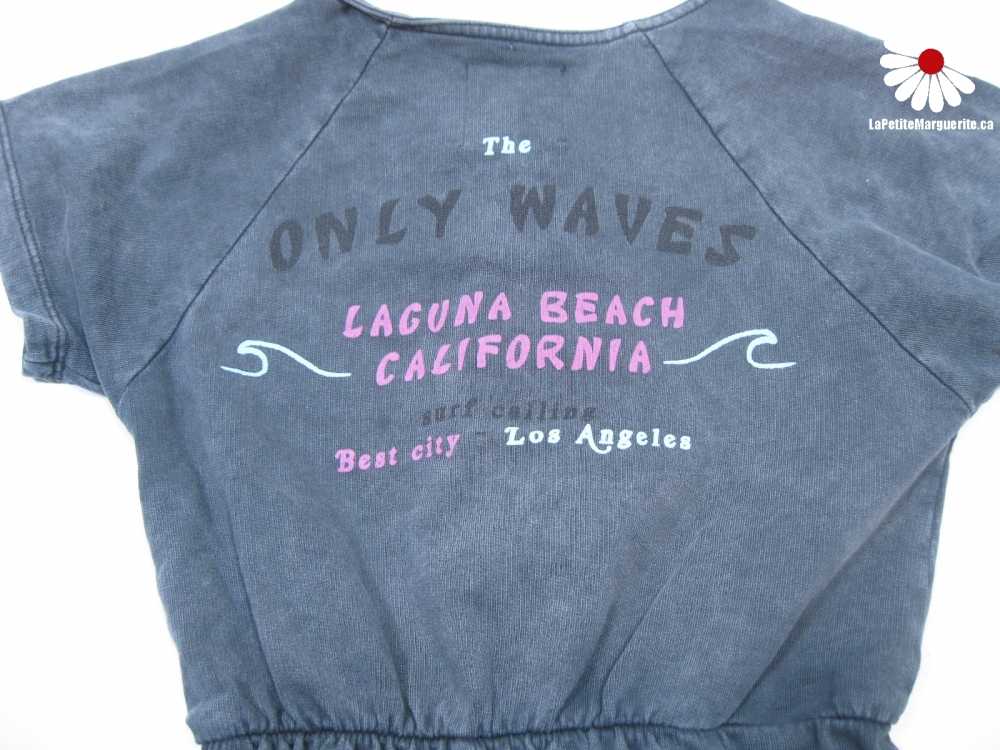 LaPetiteMarguerite.ca
The
ONLY WAVES
LAGUNA BEACH
CALIFORNIA
surf calling
Best city Los Angeles